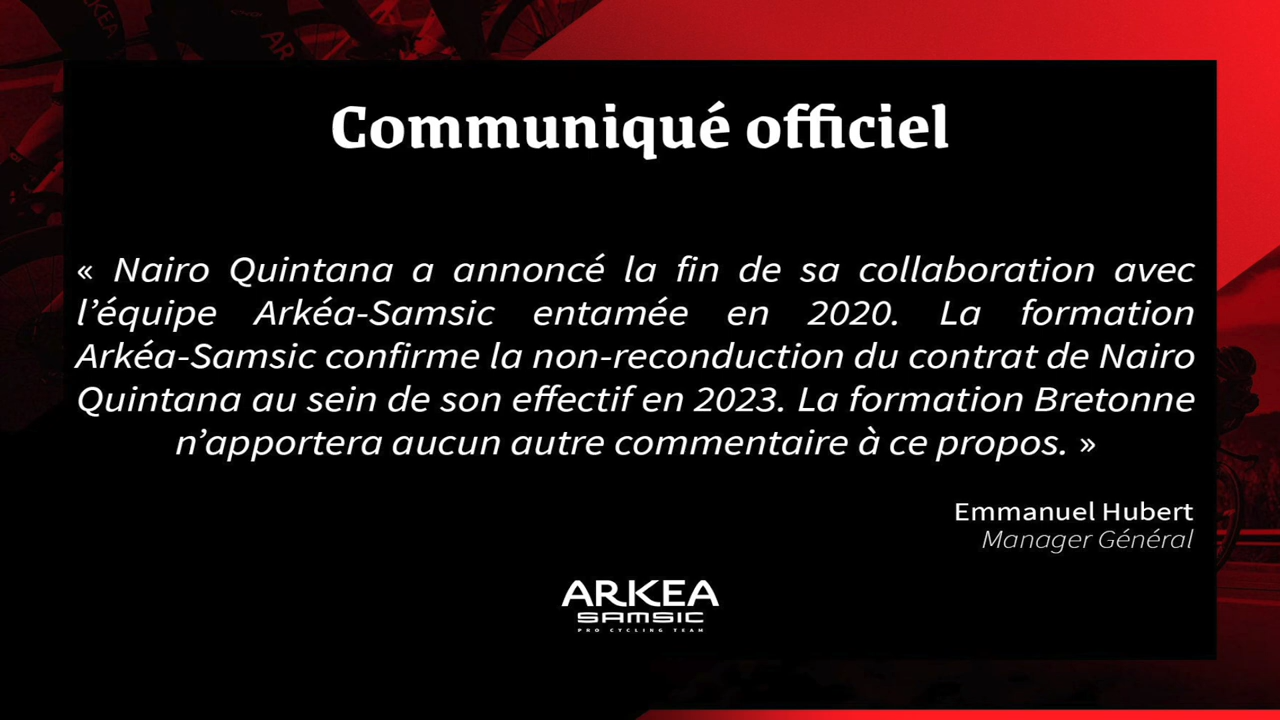 Communiqué officiel
« Nairo Quintana a annoncé la fin de sa collaboration avec
l’équipe Arkéa-Samsic entamée en 2020. La formation
Arkéa-Samsic confirme la non-reconduction du contrat de Nairo
Quintana au sein de son effectif en 2023. La formation Bretonne
n’apportera aucun autre commentaire à ce propos. »
Emmanuel Hubert
Manager Général
ARKEA
SAMSIC
PRO CYCLING TEAM